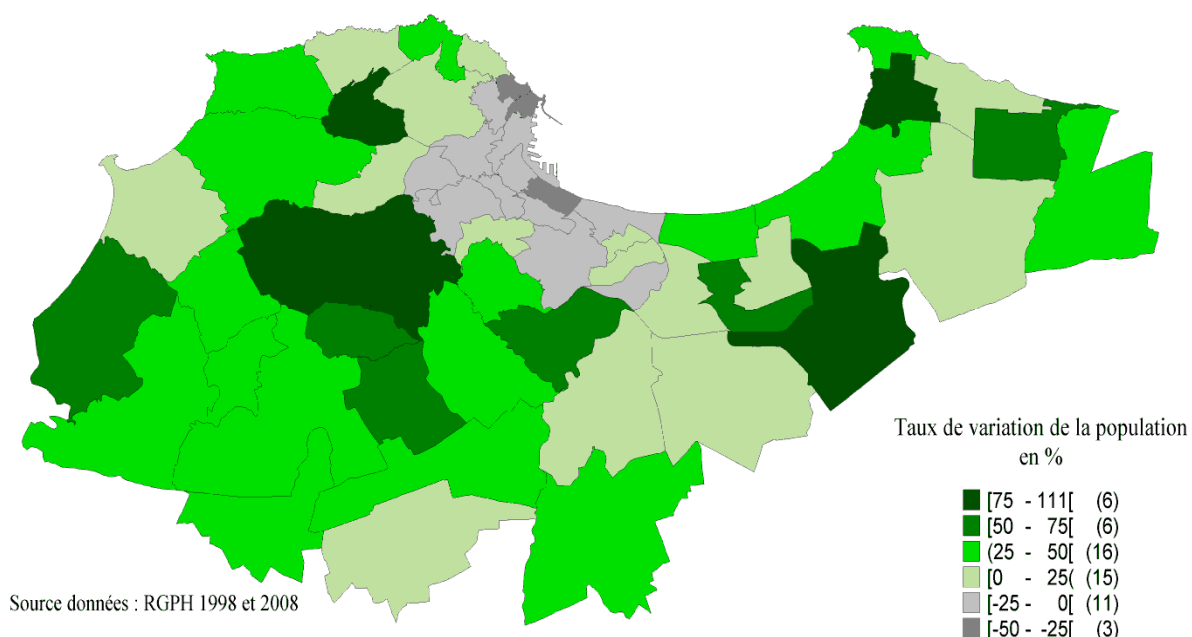 Taux de variation de la population
en %
[75 - 111[ (6)
[50 - 75[ (6)
(25 - 50[ (16)
[0 - 25( (15)
[-25 - 0[ (11)
[-50 - -25[ (3)
Source données : RGPH 1998 et 2008